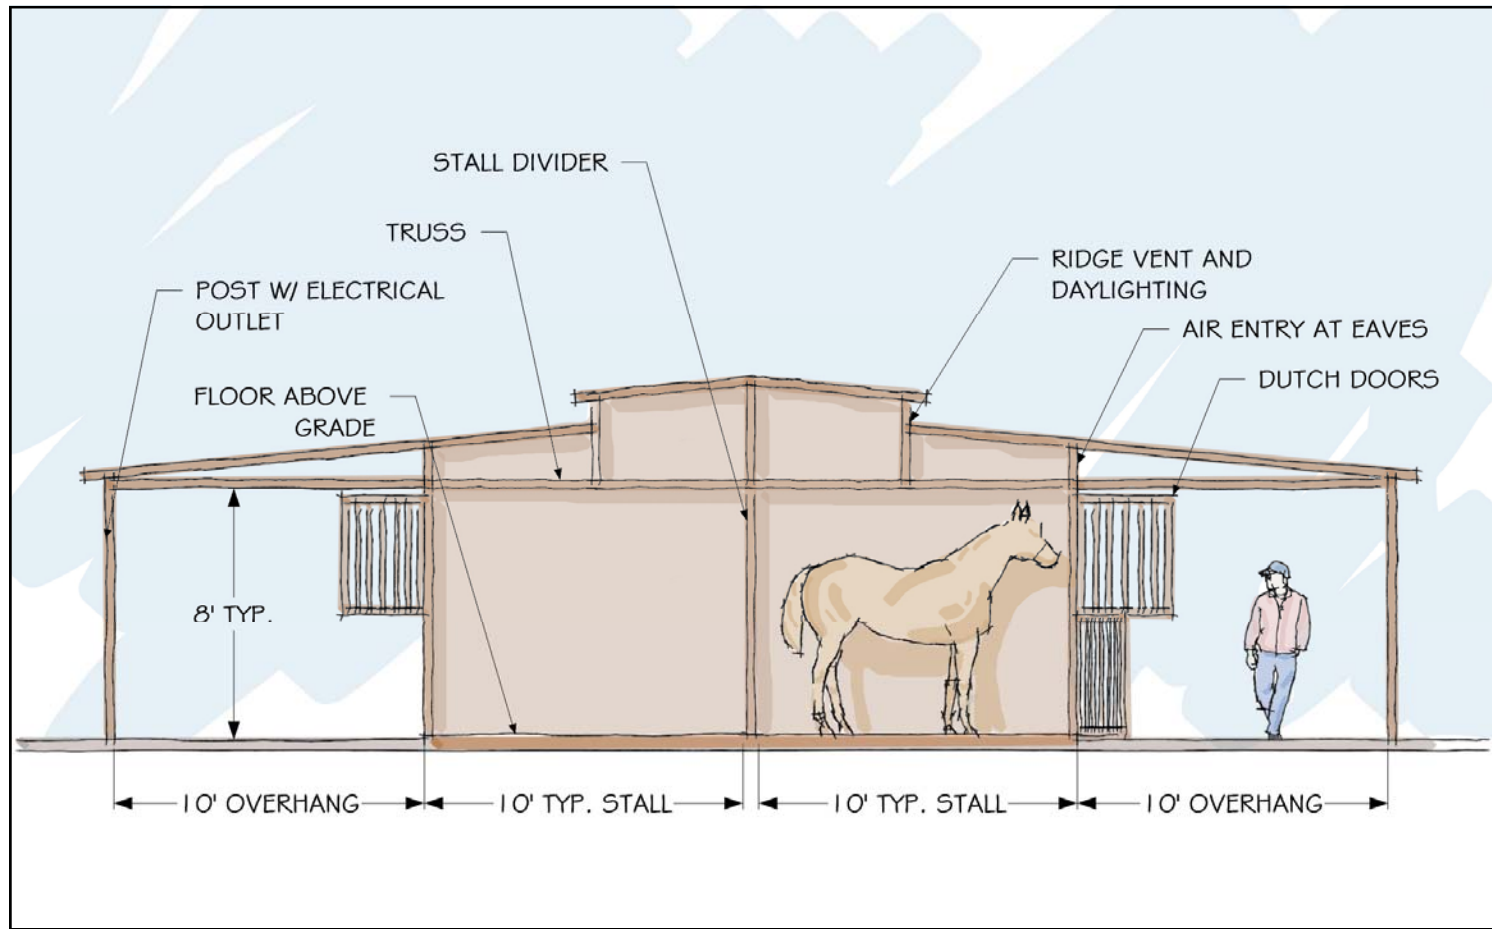 STALL DIVIDER
TRUSS
POST W/ ELECTRICAL
OUTLET
FLOOR ABOVE
GRADE
RIDGE VENT AND
DAYLIGHTING
AIR ENTRY AT EAVES
DUTCH DOORS
8' TYP.
10' OVERHANG
10' TYP. STALL
10' TYP. STALL
10' OVERHANG